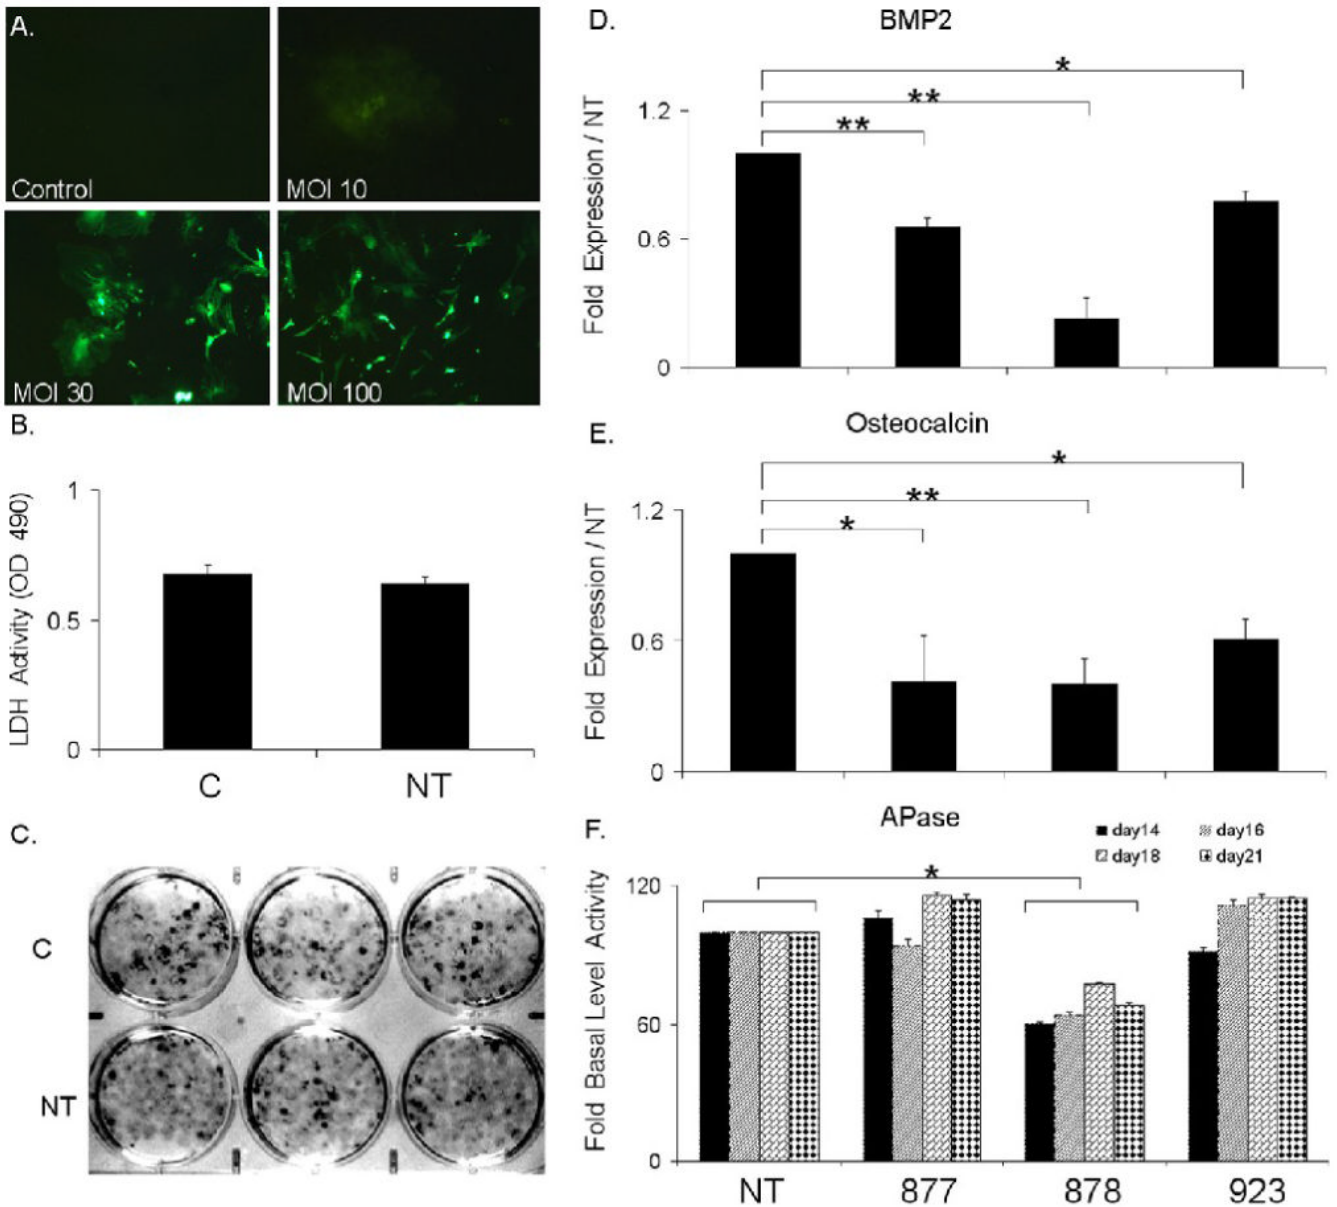 A.
Control
MOI 10
MOI 30
MOI 100
B.
LDH Activity (OD 490)
1
0.5
0
C
NT
C.
C
NT
D.
BMP2
Fold Expression / NT
1.2
0.6
0
*
**
**
E.
Osteocalcin
Fold Expression / NT
1.2
0.6
0
*
**
*
F.
APase
day14
day16
day18
day21
Fold Basal Level Activity
120
60
0
*
NT
877
878
923